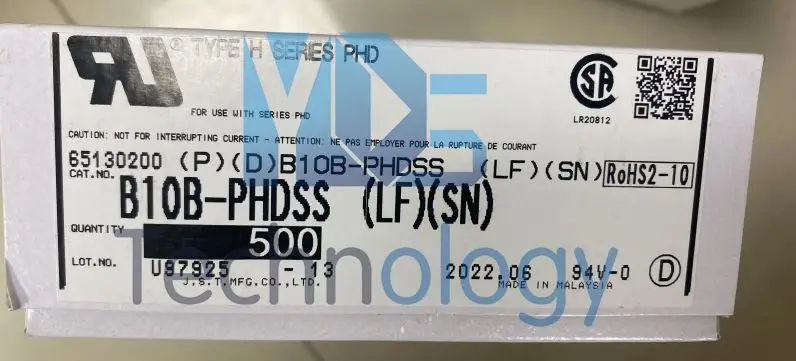 ® TYPE H SERIES PHD
FOR USE WITH SERIES PHD
LR20812
CAUTION: NOT FOR INTERRUPTING CURRENT - ATTENTION: NE PAS EMPLOYER POUR LA RUPTURE DE COURANT
65130200 (P)(D)B10B-PHDSS (LF)(SN) RoHS2-10
CAT.NO. B10B-PHDSS (LF)(SN)
QUANTITY 500
LOT.NO. U97925 - 13 2022.06 94V-0 D
J.S.T.MFG.CO.,LTD. MADE IN MALAYSIA
Technology